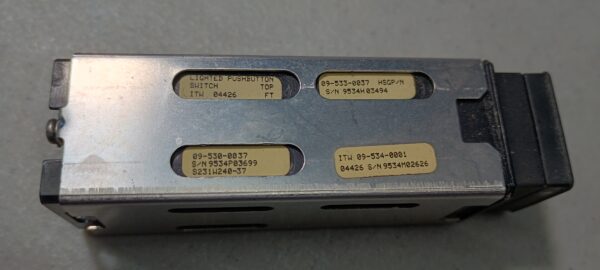 LIGHTED PUSHBUTTON
SWITCH TOP
ITW 04426 FT
09-533-0037 HSGP/N
S/N 9534H03494
09-530-0037
S/N 9534P03699
S231W240-37
ITW 09-534-0001
04426 S/N 9534M02626